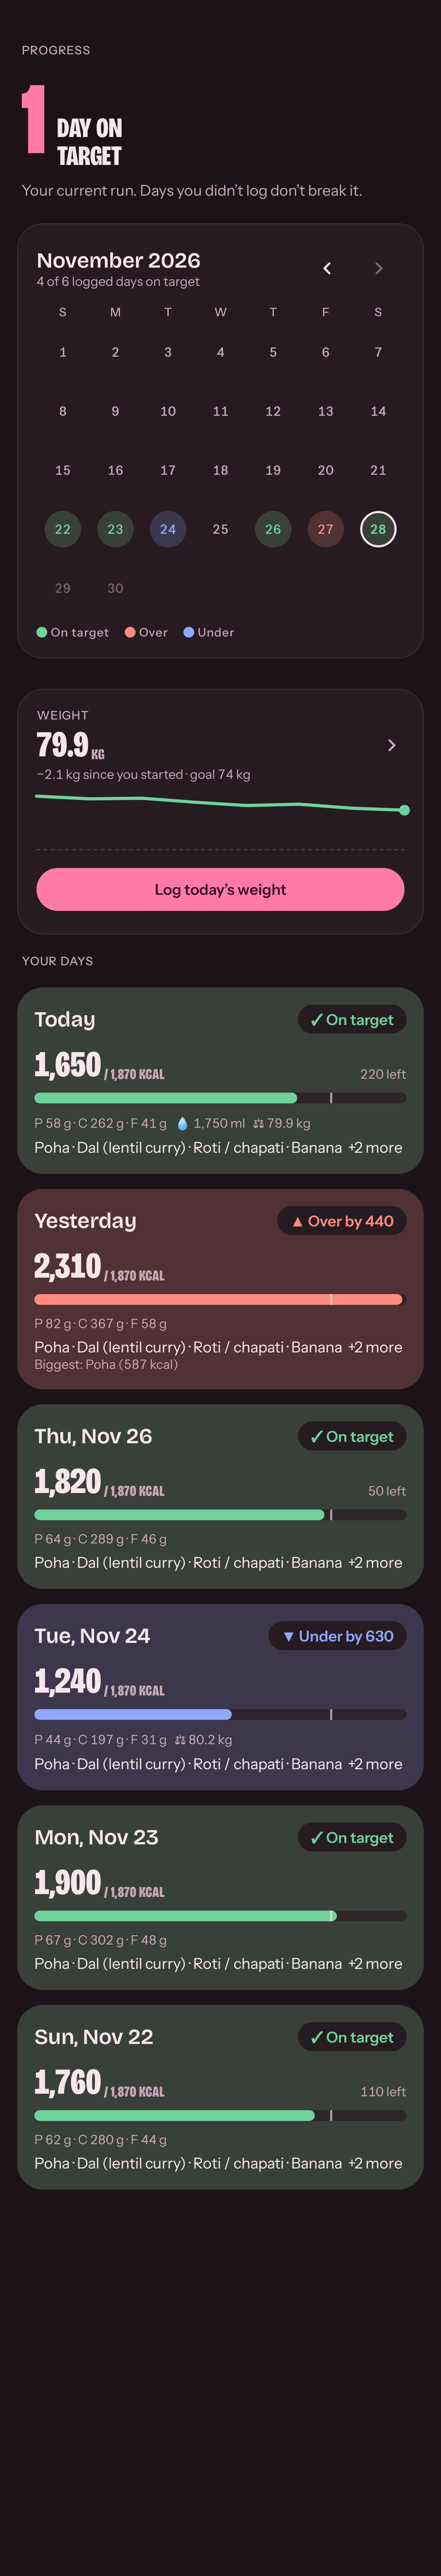 PROGRESS
1 DAY ON
TARGET
Your current run. Days you didn’t log don’t break it.
November 2026
4 of 6 logged days on target
S M T W T F S
1 2 3 4 5 6 7
8 9 10 11 12 13 14
15 16 17 18 19 20 21
22 23 24 25 26 27 28
29 30
On target Over Under
WEIGHT
79.9 KG
−2.1 kg since you started · goal 74 kg
Log today’s weight
YOUR DAYS
Today ✓ On target
1,650 / 1,870 KCAL 220 left
P 58 g · C 262 g · F 41 g 💧 1,750 ml ⚖ 79.9 kg
Poha · Dal (lentil curry) · Roti / chapati · Banana +2 more
Yesterday ▲ Over by 440
2,310 / 1,870 KCAL
P 82 g · C 367 g · F 58 g
Poha · Dal (lentil curry) · Roti / chapati · Banana +2 more
Biggest: Poha (587 kcal)
Thu, Nov 26 ✓ On target
1,820 / 1,870 KCAL 50 left
P 64 g · C 289 g · F 46 g
Poha · Dal (lentil curry) · Roti / chapati · Banana +2 more
Tue, Nov 24 ▼ Under by 630
1,240 / 1,870 KCAL
P 44 g · C 197 g · F 31 g ⚖ 80.2 kg
Poha · Dal (lentil curry) · Roti / chapati · Banana +2 more
Mon, Nov 23 ✓ On target
1,900 / 1,870 KCAL
P 67 g · C 302 g · F 48 g
Poha · Dal (lentil curry) · Roti / chapati · Banana +2 more
Sun, Nov 22 ✓ On target
1,760 / 1,870 KCAL 110 left
P 62 g · C 280 g · F 44 g
Poha · Dal (lentil curry) · Roti / chapati · Banana +2 more